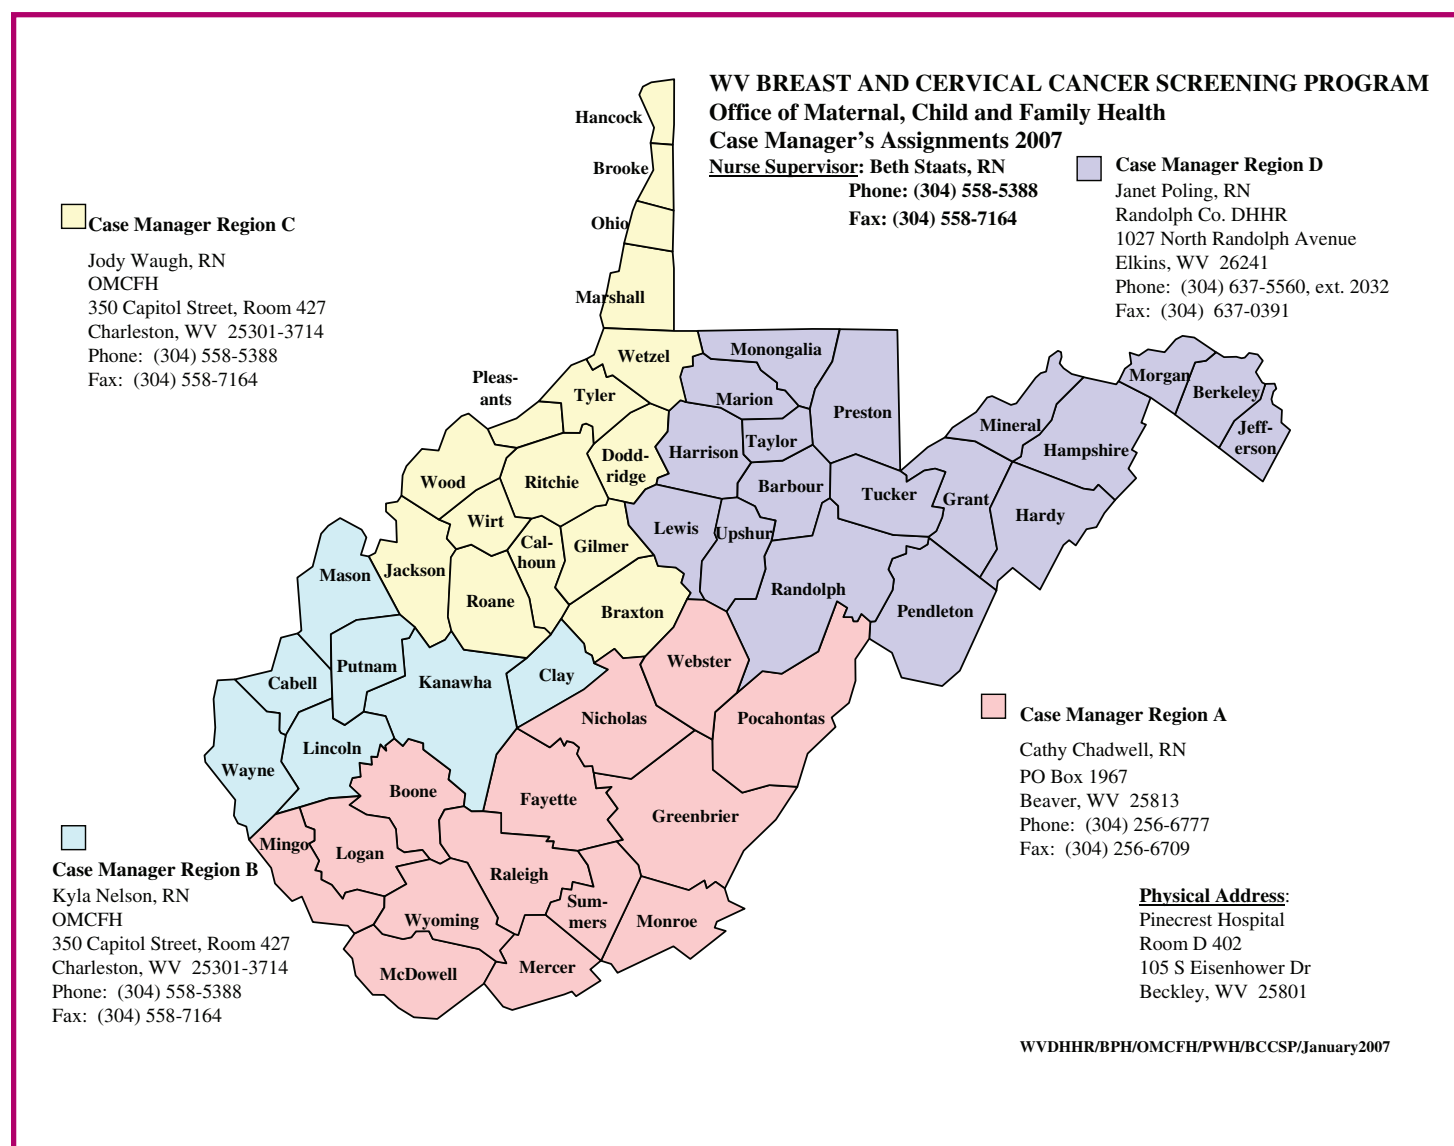 WV BREAST AND CERVICAL CANCER SCREENING PROGRAM
Office of Maternal, Child and Family Health
Case Manager's Assignments 2007
Nurse Supervisor: Beth Staats, RN
Phone: (304) 558-5388
Fax: (304) 558-7164
Case Manager Region D
Janet Poling, RN
Randolph Co. DHHR
1027 North Randolph Avenue
Elkins, WV 26241
Phone: (304) 637-5560, ext. 2032
Fax: (304) 637-0391
Case Manager Region C
Jody Waugh, RN
OMCFH
350 Capitol Street, Room 427
Charleston, WV 25301-3714
Phone: (304) 558-5388
Fax: (304) 558-7164
Hancock
Brooke
Ohio
Marshall
Wetzel
Monongalia
Pleas-
ants
Tyler
Marion
Preston
Morgan
Berkeley
Jeff-
erson
Mineral
Hampshire
Harrison
Taylor
Dodd-
ridge
Wood
Ritchie
Barbour
Tucker
Grant
Hardy
Wirt
Lewis
Upshur
Cal-
houn
Gilmer
Mason
Jackson
Roane
Braxton
Randolph
Pendleton
Putnam
Cabell
Kanawha
Clay
Webster
Nicholas
Pocahontas
Wayne
Lincoln
Boone
Fayette
Greenbrier
Mingo
Logan
Raleigh
Wyoming
Sum-
mers
Monroe
McDowell
Mercer
Case Manager Region A
Cathy Chadwell, RN
PO Box 1967
Beaver, WV 25813
Phone: (304) 256-6777
Fax: (304) 256-6709
Physical Address:
Pinecrest Hospital
Room D 402
105 S Eisenhower Dr
Beckley, WV 25801
Case Manager Region B
Kyla Nelson, RN
OMCFH
350 Capitol Street, Room 427
Charleston, WV 25301-3714
Phone: (304) 558-5388
Fax: (304) 558-7164
WVDHHR/BPH/OMCFH/PWH/BCCSP/January2007